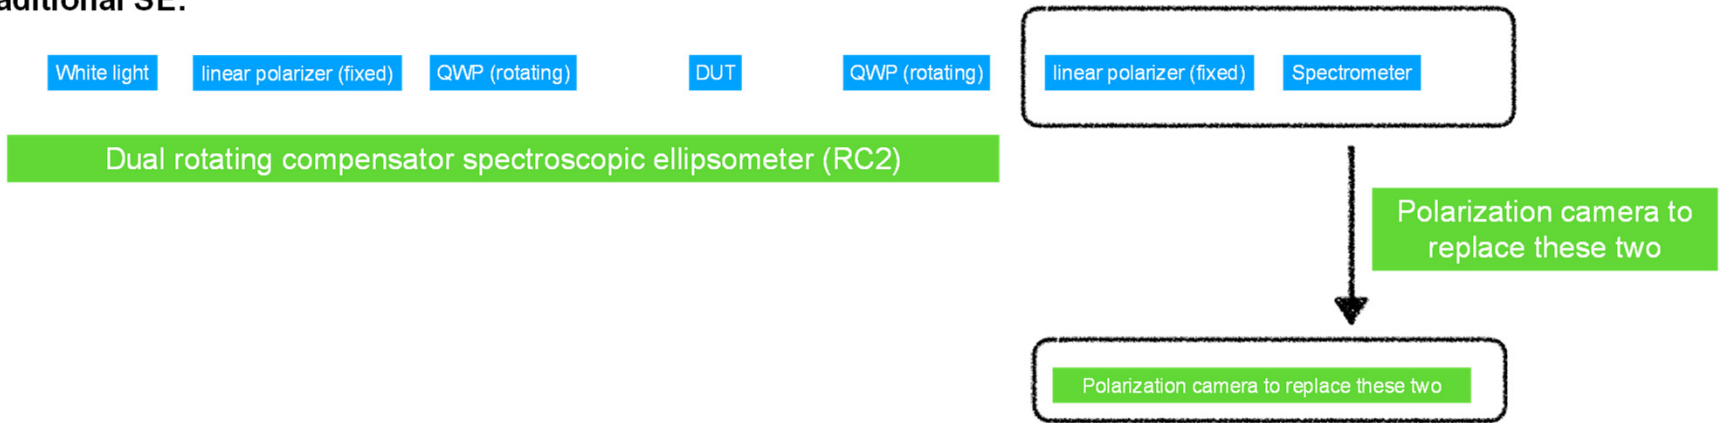 White light
linear polarizer (fixed)
QWP (rotating)
DUT
QWP (rotating)
linear polarizer (fixed)
Spectrometer
Dual rotating compensator spectroscopic ellipsometer (RC2)
Polarization camera to
replace these two
Polarization camera to replace these two